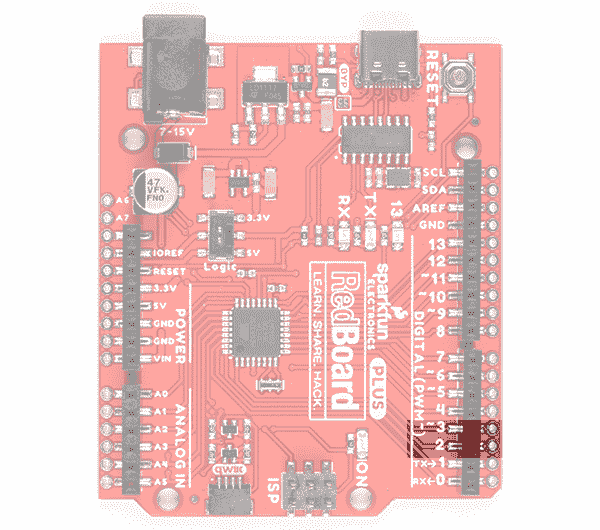 BYP
RESET
7-15V
47
VFK.
FNO
A6
A7
3.3V
5V
Logic
RX
TX
13
IOREF
RESET
3.3V
5V
GND
GND
VIN
POWER
A0
A1
A2
A3
A4
A5
ANALOG IN
SCL
SDA
AREF
GND
13
12
~11
~10
~9
8
7
~6
~5
4
~3
2
TX→1
RX←0
DIGITAL (PWM~)
sparkfun
ELECTRONICS
RedBoard
LEARN. SHARE. HACK.
PLUS
qwiic
ISP
ON